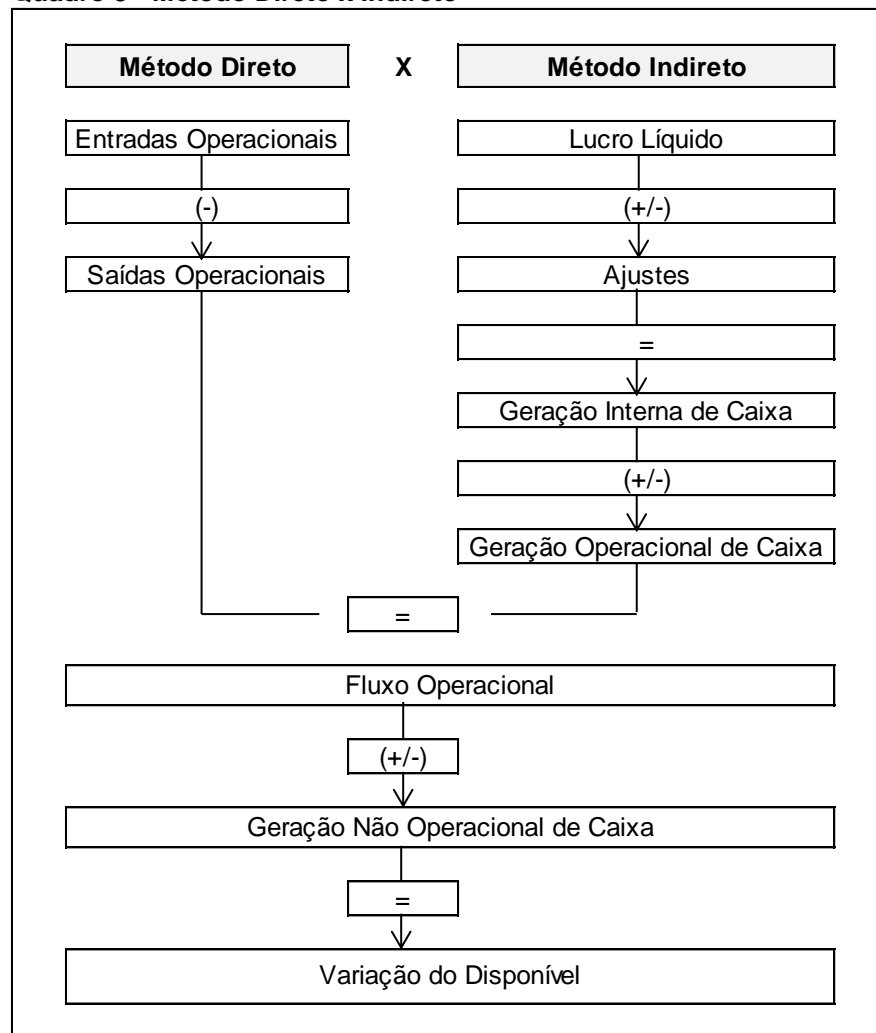 Método Direto X Método Indireto
Entradas Operacionais Lucro Líquido
(-) (+/-)
Saídas Operacionais Ajustes
=
Geração Interna de Caixa
(+/-)
Geração Operacional de Caixa
=
Fluxo Operacional
(+/-)
Geração Não Operacional de Caixa
=
Variação do Disponível